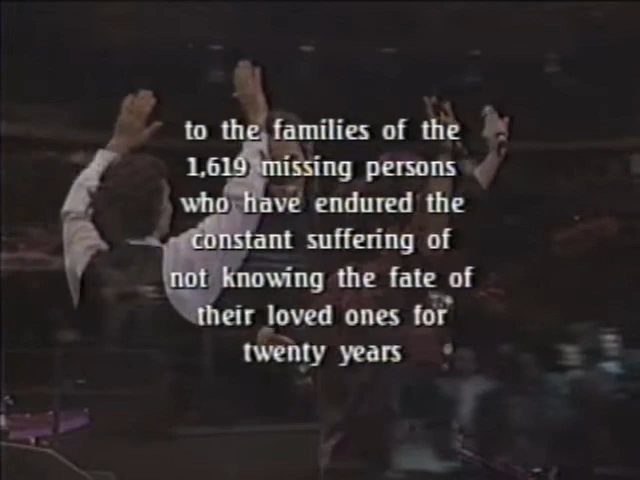 to the families of the
1,619 missing persons
who have endured the
constant suffering of
not knowing the fate of
their loved ones for
twenty years